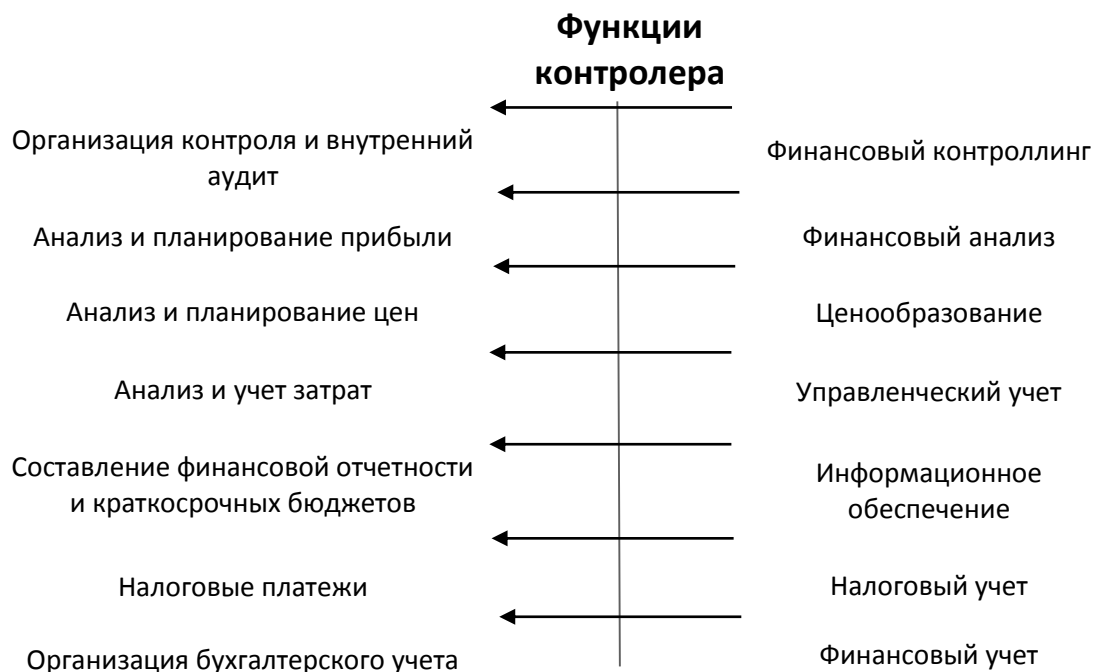 Функции
контролера
Организация контроля и внутренний
аудит
Финансовый контроллинг
Анализ и планирование прибыли
Финансовый анализ
Анализ и планирование цен
Ценообразование
Анализ и учет затрат
Управленческий учет
Составление финансовой отчетности
и краткосрочных бюджетов
Информационное
обеспечение
Налоговые платежи
Налоговый учет
Организация бухгалтерского учета
Финансовый учет